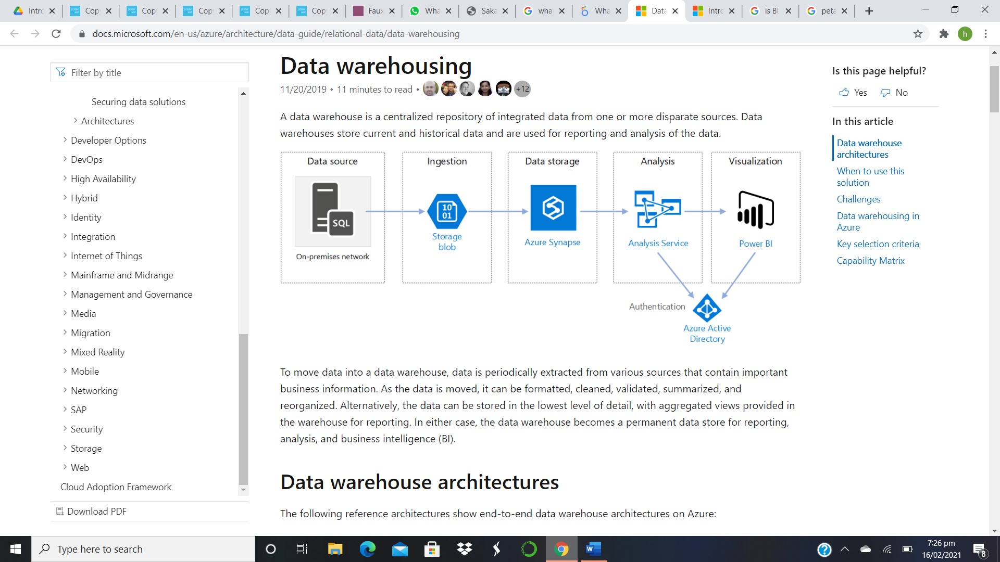 Intro
Copy
Copy
Copy
Copy
Copy
Faux
Wha
Saka
what
Wha
Data
Intro
is BI
peta
docs.microsoft.com/en-us/azure/architecture/data-guide/relational-data/data-warehousing
h
Filter by title
Securing data solutions
Architectures
Developer Options
DevOps
High Availability
Hybrid
Identity
Integration
Internet of Things
Mainframe and Midrange
Management and Governance
Media
Migration
Mixed Reality
Mobile
Networking
SAP
Security
Storage
Web
Cloud Adoption Framework
Download PDF
Data warehousing
11/20/2019 • 11 minutes to read •
+12
A data warehouse is a centralized repository of integrated data from one or more disparate sources. Data
warehouses store current and historical data and are used for reporting and analysis of the data.
Data source
SQL
On-premises network
Ingestion
10
01
Storage
blob
Data storage
Azure Synapse
Analysis
Analysis Service
Visualization
Power BI
Authentication
Azure Active
Directory
To move data into a data warehouse, data is periodically extracted from various sources that contain important
business information. As the data is moved, it can be formatted, cleaned, validated, summarized, and
reorganized. Alternatively, the data can be stored in the lowest level of detail, with aggregated views provided in
the warehouse for reporting. In either case, the data warehouse becomes a permanent data store for reporting,
analysis, and business intelligence (BI).
Data warehouse architectures
The following reference architectures show end-to-end data warehouse architectures on Azure:
Is this page helpful?
Yes
No
In this article
Data warehouse
architectures
When to use this
solution
Challenges
Data warehousing in
Azure
Key selection criteria
Capability Matrix
Type here to search
W
7:26 pm
16/02/2021
8